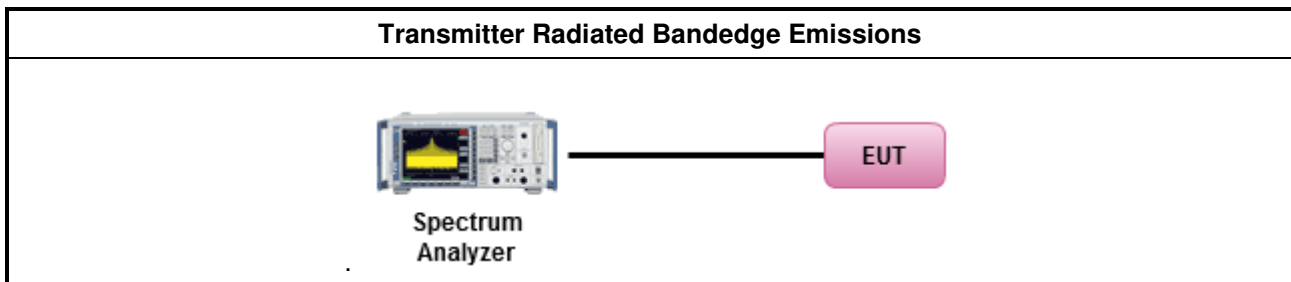 Transmitter Radiated Bandedge Emissions
EUT
Spectrum
Analyzer
.